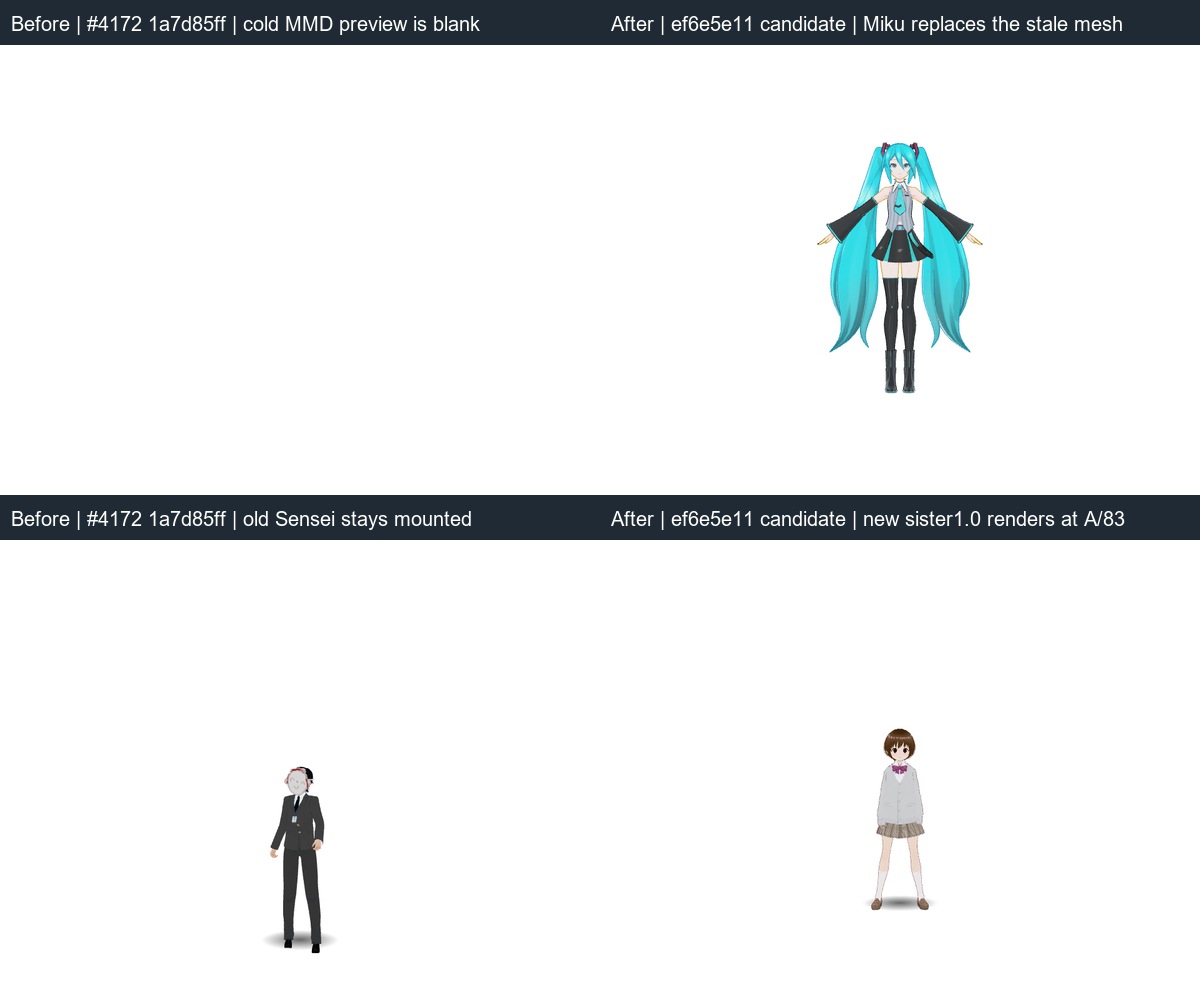 Before | #4172 1a7d85ff | cold MMD preview is blank
After | ef6e5e11 candidate | Miku replaces the stale mesh
Before | #4172 1a7d85ff | old Sensei stays mounted
After | ef6e5e11 candidate | new sister1.0 renders at A/83